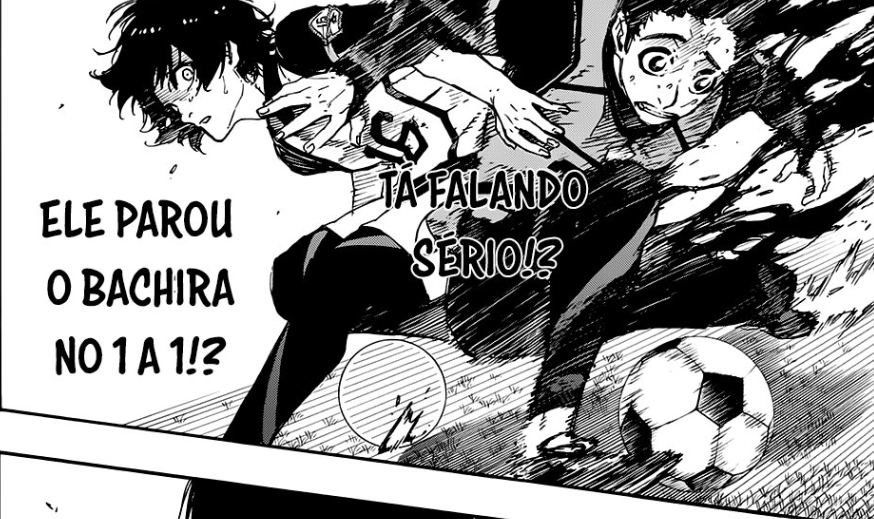 ELE PAROU
O BACHIRA
NO 1 A 1!?
TÁ FALANDO
SÉRIO!?